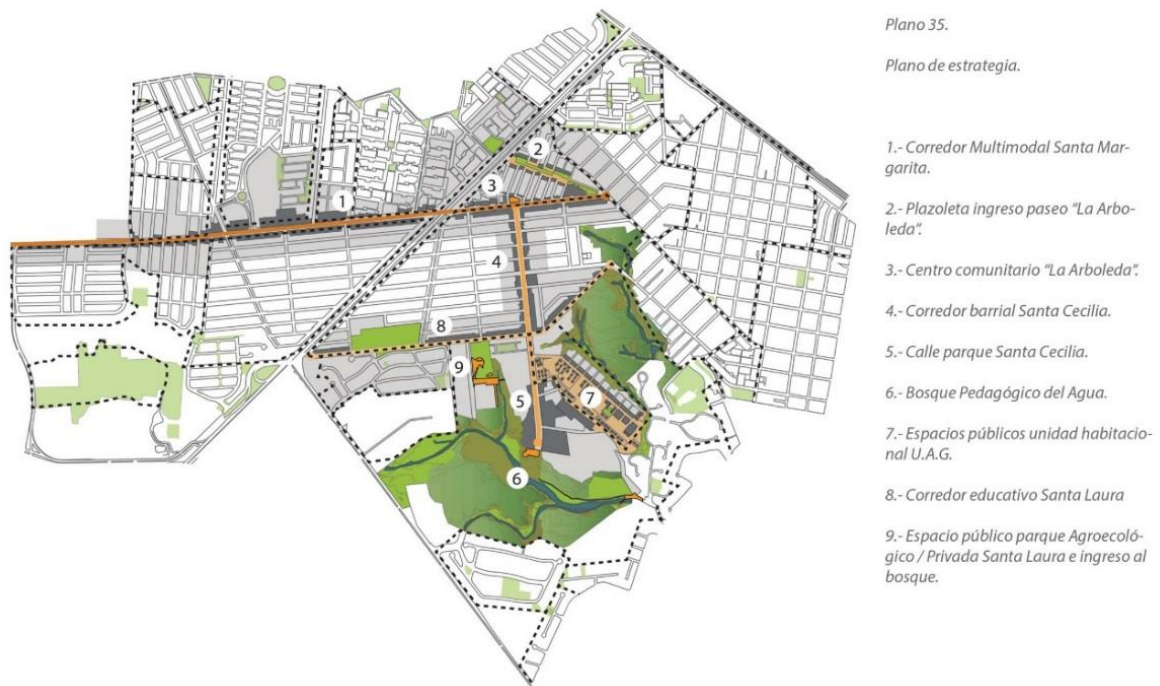 Plano 35.
Plano de estrategia.
1.- Corredor Multimodal Santa Mar-
garita.
2.- Plazoleta ingreso paseo “La Arbo-
leda”.
3.- Centro comunitario “La Arboleda”.
4.- Corredor barrial Santa Cecilia.
5.- Calle parque Santa Cecilia.
6.- Bosque Pedagógico del Agua.
7.- Espacios públicos unidad habitacio-
nal U.A.G.
8.- Corredor educativo Santa Laura
9.- Espacio público parque Agroecoló-
gico / Privada Santa Laura e ingreso al
bosque.
2
3
1
4
8
9
5
7
6